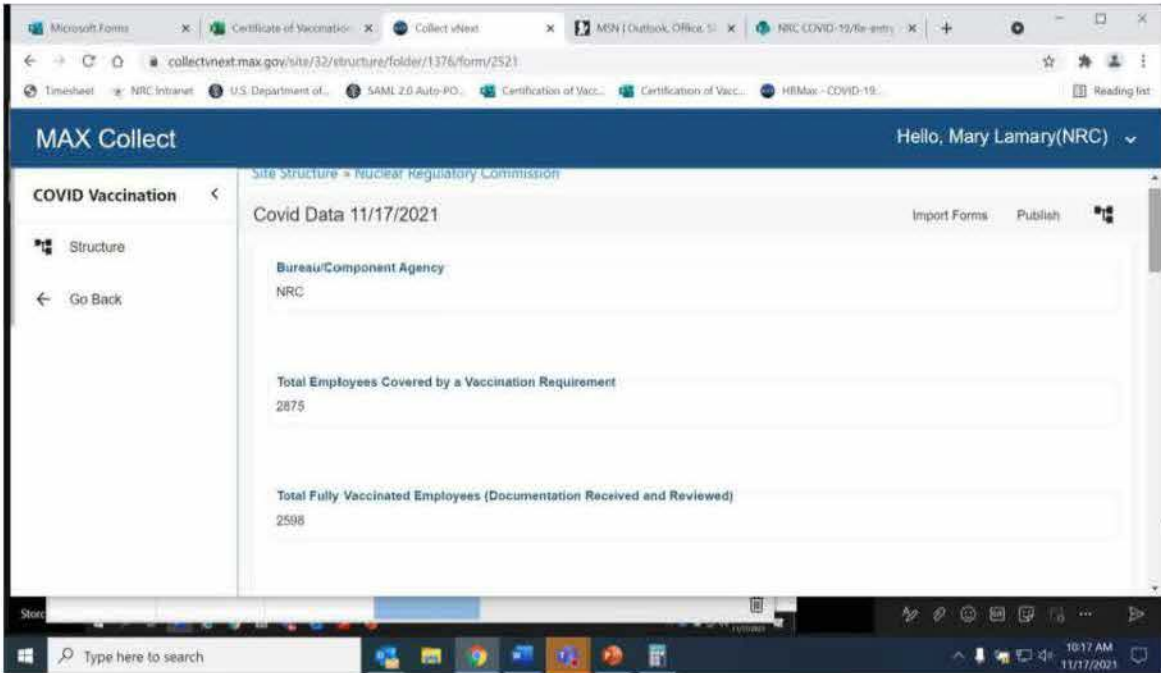 Microsoft Forms
Certificate of Vaccination
Collect vNext
MSN | Outlook, Office, S
NRC COVID-19/Re-entry
collectvnext.max.gov/site/32/structure/folder/1376/form/2521
Timesheet
NRC Intranet
U.S. Department of...
SAML 2.0 Auto-PO...
Certification of Vacc...
Certification of Vacc...
HRMax - COVID-19...
Reading list
MAX Collect
Hello, Mary Lamary(NRC)
COVID Vaccination
Structure
Go Back
Site Structure » Nuclear Regulatory Commission
Covid Data 11/17/2021
Import Forms
Publish
Bureau/Component Agency
NRC
Total Employees Covered by a Vaccination Requirement
2875
Total Fully Vaccinated Employees (Documentation Received and Reviewed)
2598
Type here to search
10:17 AM
11/17/2021